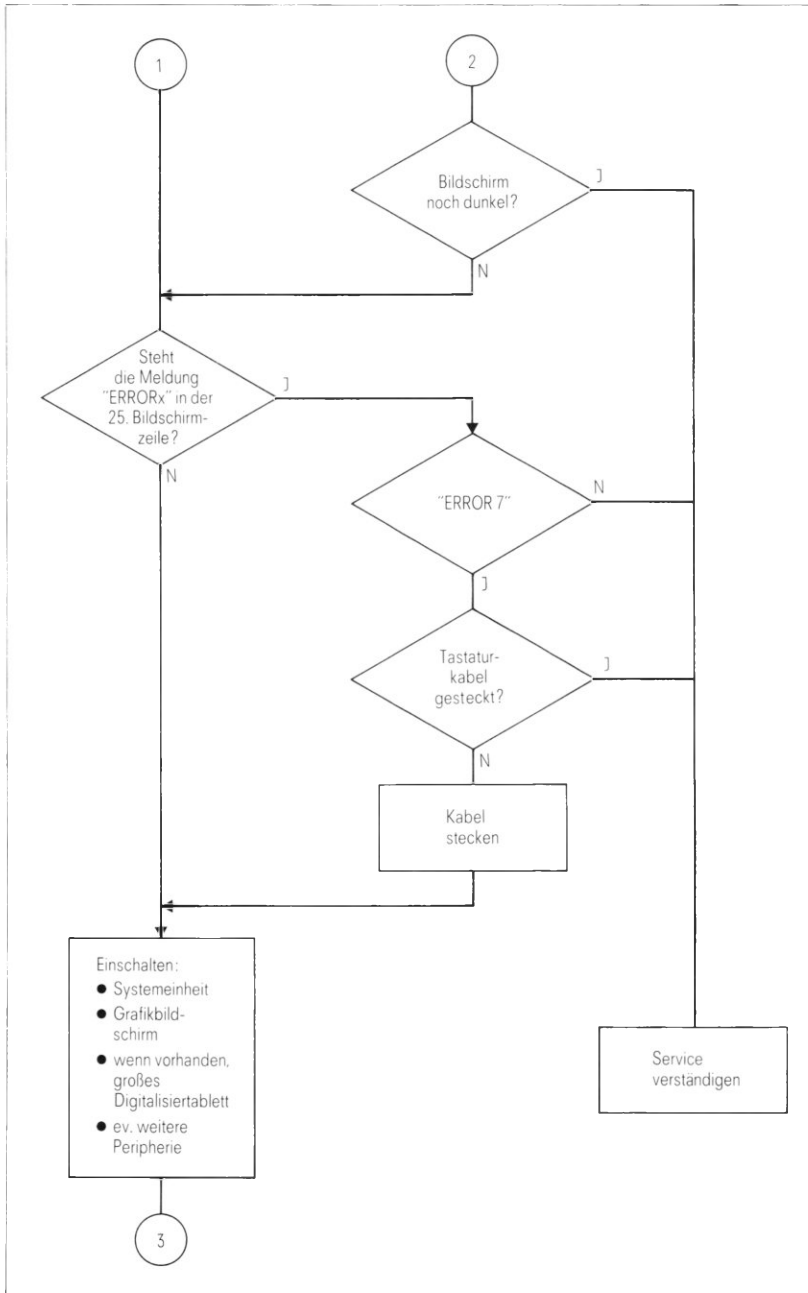 1
2
Bildschirm
noch dunkel?
J
N
Steht
die Meldung
"ERRORx" in der
25. Bildschirm-
zeile?
J
N
"ERROR 7"
N
J
Tastatur-
kabel
gesteckt?
J
N
Kabel
stecken
Einschalten:
● Systemeinheit
● Grafikbild-
schirm
● wenn vorhanden,
großes
Digitalisiertablett
● ev. weitere
Peripherie
Service
verständigen
3